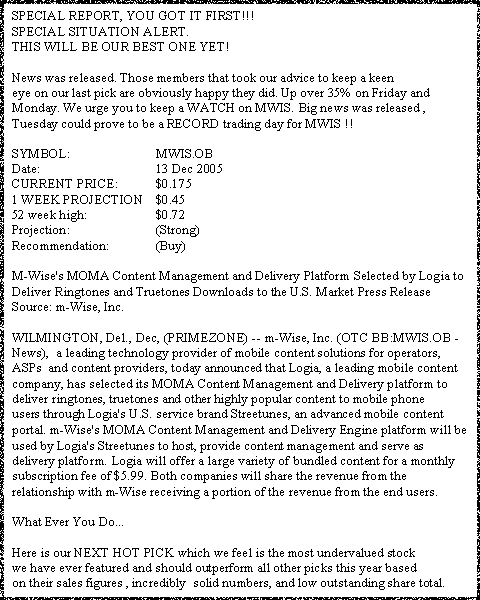 SPECIAL REPORT, YOU GOT IT FIRST!!!
SPECIAL SITUATION ALERT.
THIS WILL BE OUR BEST ONE YET!
News was released. Those members that took our advice to keep a keen
eye on our last pick are obviously happy they did. Up over 35% on Friday and
Monday. We urge you to keep a WATCH on MWIS. Big news was released ,
Tuesday could prove to be a RECORD trading day for MWIS !!
SYMBOL: MWIS.OB
Date: 13 Dec 2005
CURRENT PRICE: $0.175
1 WEEK PROJECTION $0.45
52 week high: $0.72
Projection: (Strong)
Recommendation: (Buy)
M-Wise's MOMA Content Management and Delivery Platform Selected by Logia to
Deliver Ringtones and Truetones Downloads to the U.S. Market Press Release
Source: m-Wise, Inc.
WILMINGTON, Del., Dec, (PRIMEZONE) -- m-Wise, Inc. (OTC BB:MWIS.OB -
News), a leading technology provider of mobile content solutions for operators,
ASPs and content providers, today announced that Logia, a leading mobile content
company, has selected its MOMA Content Management and Delivery platform to
deliver ringtones, truetones and other highly popular content to mobile phone
users through Logia's U.S. service brand Streetunes, an advanced mobile content
portal. m-Wise's MOMA Content Management and Delivery Engine platform will be
used by Logia's Streetunes to host, provide content management and serve as
delivery platform. Logia will offer a large variety of bundled content for a monthly
subscription fee of $5.99. Both companies will share the revenue from the
relationship with m-Wise receiving a portion of the revenue from the end users.
What Ever You Do...
Here is our NEXT HOT PICK which we feel is the most undervalued stock
we have ever featured and should outperform all other picks this year based
on their sales figures , incredibly solid numbers, and low outstanding share total.